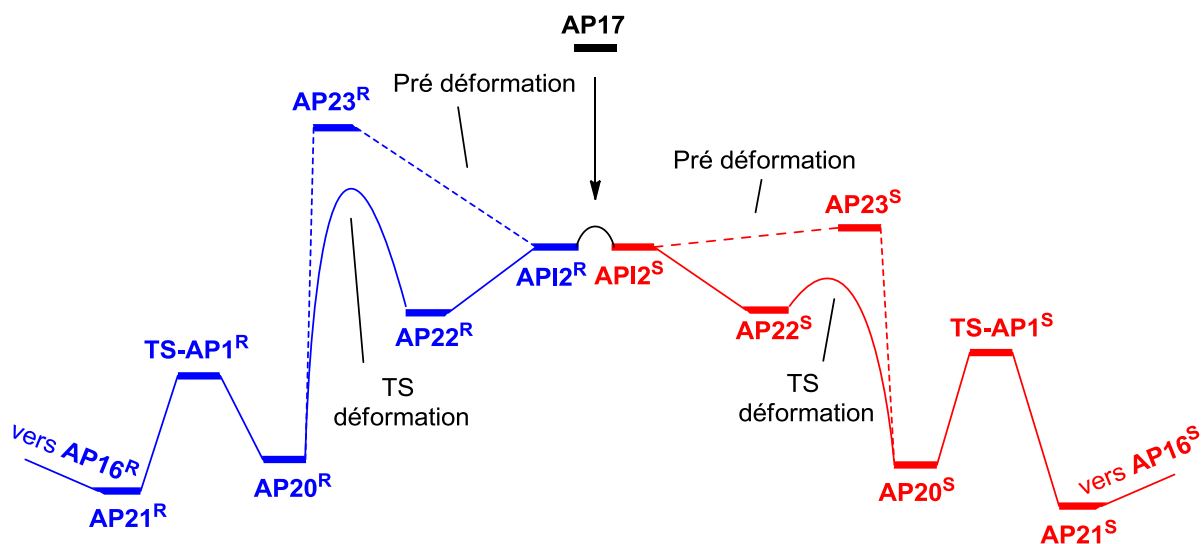 AP17
Pré déformation
AP23ᴿ
Pré déformation
AP23ˢ
API2ᴿ
API2ˢ
AP22ᴿ
AP22ˢ
TS-AP1ᴿ
TS-AP1ˢ
TS
déformation
TS
déformation
vers AP16ᴿ
vers AP16ˢ
AP20ᴿ
AP20ˢ
AP21ᴿ
AP21ˢ